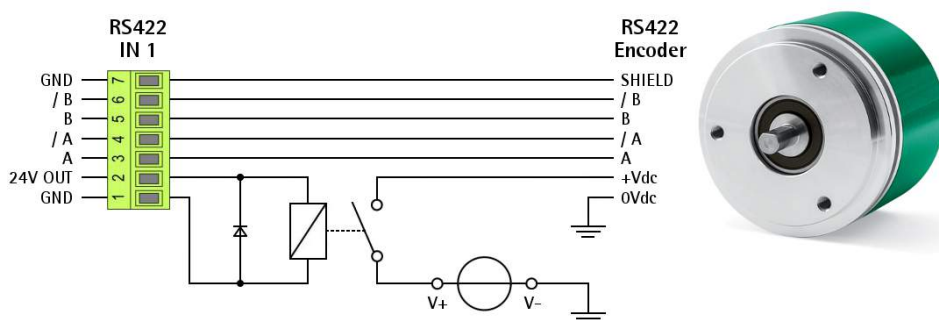 RS422
IN 1
RS422
Encoder
GND 7 SHIELD
/ B 6 / B
B 5 B
/ A 4 / A
A 3 A
24V OUT 2 +Vdc
GND 1 0Vdc
V+ V-